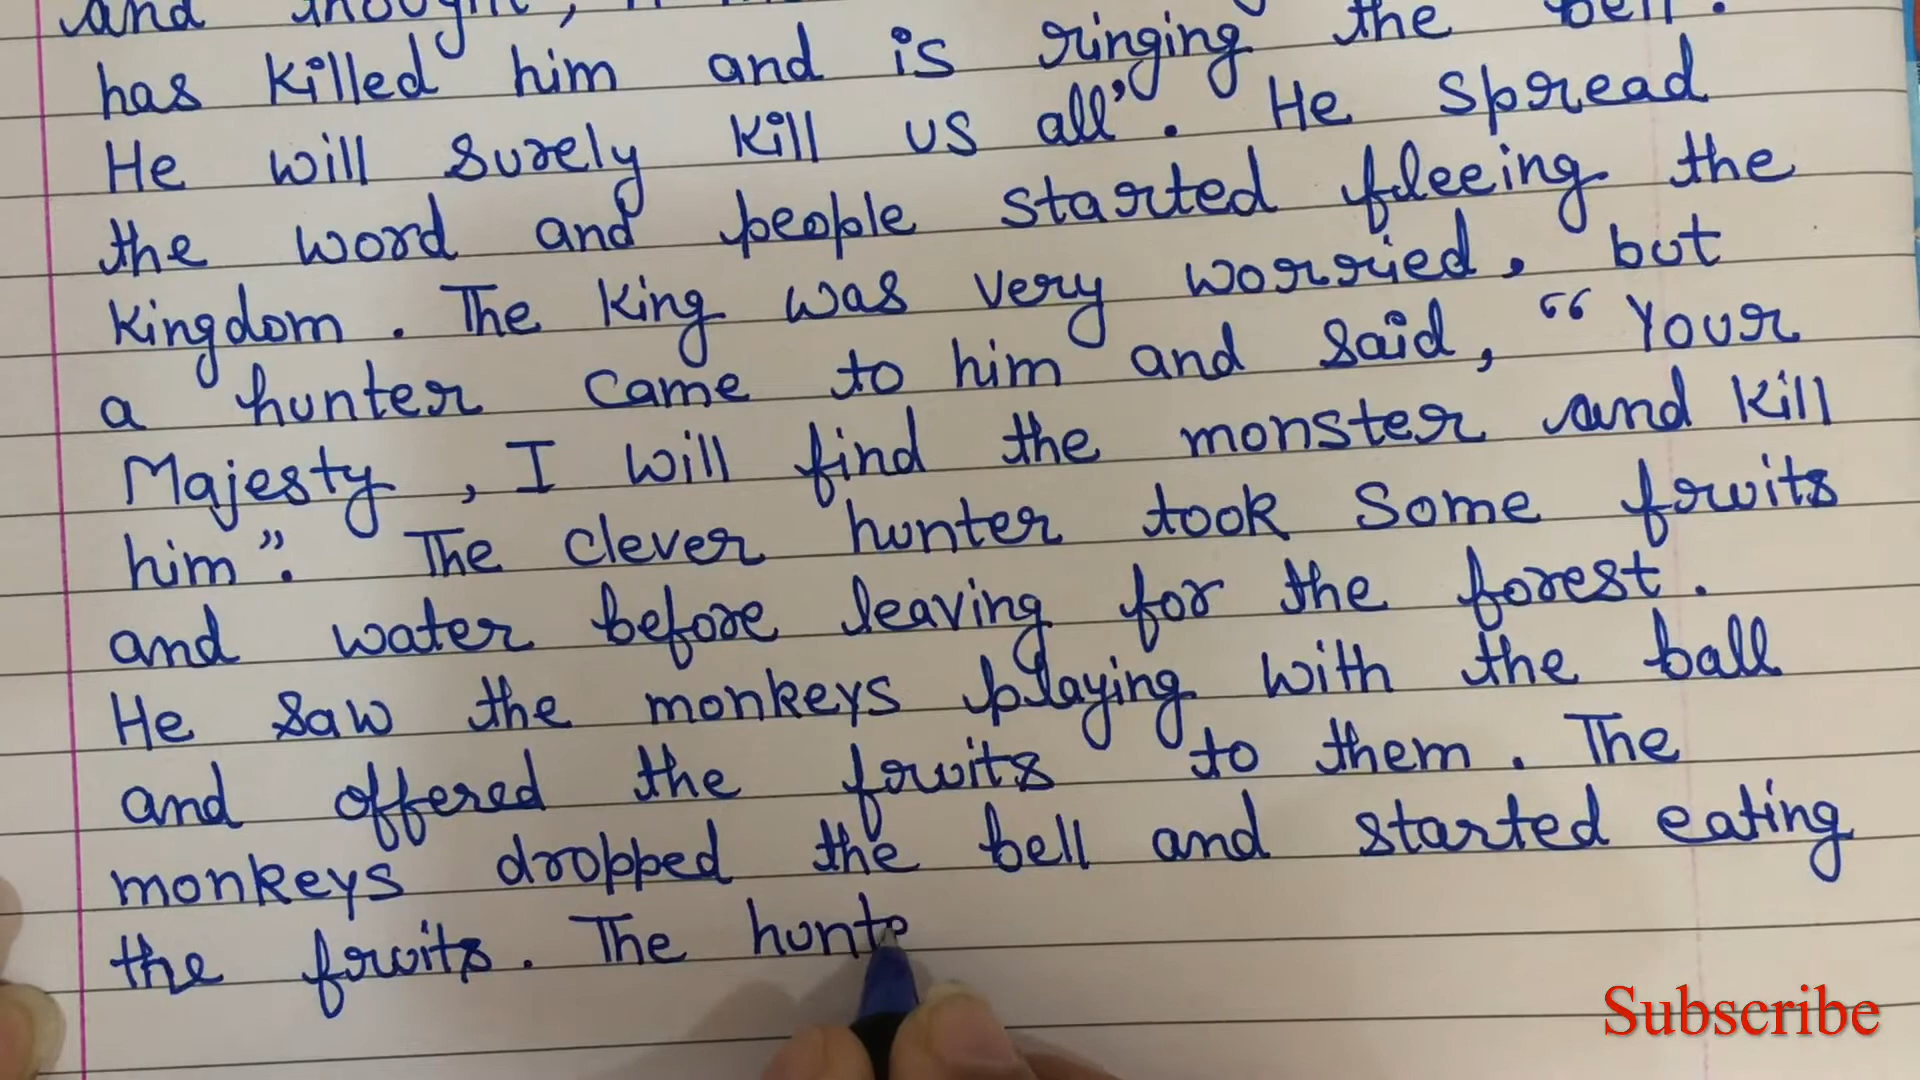 and thought,
has killed him and is ringing the bell.
He will surely kill us all". He spread
the word and people started fleeing the
kingdom. The king was very worried, but
a hunter came to him and said, "Your
Majesty, I will find the monster and kill
him". The clever hunter took some fruits
and water before leaving for the forest.
He saw the monkeys playing with the ball
and offered the fruits to them. The
monkeys dropped the bell and started eating
the fruits. The hunte
Subscribe